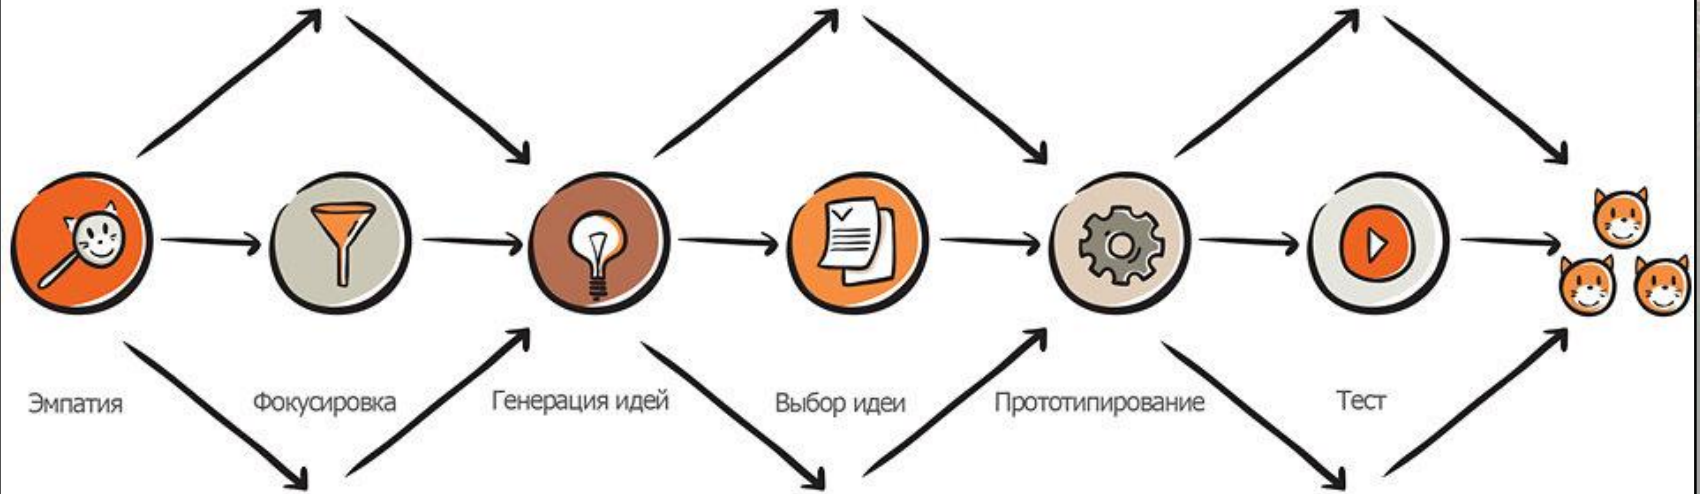 Эмпатия
Фокусировка
Генерация идей
Выбор идеи
Прототипирование
Тест